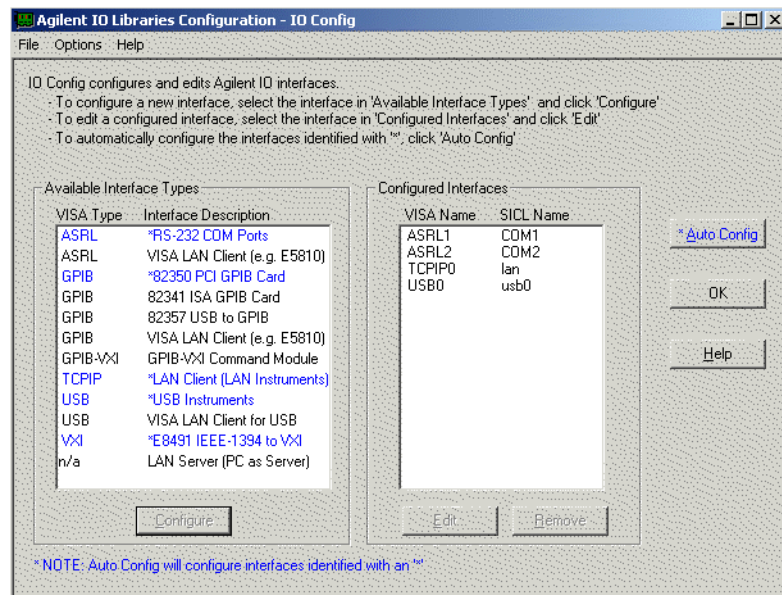 Agilent IO Libraries Configuration - IO Config
File Options Help
IO Config configures and edits Agilent IO interfaces.
- To configure a new interface, select the interface in 'Available Interface Types' and click 'Configure'
- To edit a configured interface, select the interface in 'Configured Interfaces' and click 'Edit'
- To automatically configure the interfaces identified with '*', click 'Auto Config'
Available Interface Types
VISA Type Interface Description
ASRL *RS-232 COM Ports
ASRL VISA LAN Client (e.g. E5810)
GPIB *82350 PCI GPIB Card
GPIB 82341 ISA GPIB Card
GPIB 82357 USB to GPIB
GPIB VISA LAN Client (e.g. E5810)
GPIB-VXI GPIB-VXI Command Module
TCPIP *LAN Client (LAN Instruments)
USB *USB Instruments
USB VISA LAN Client for USB
VXI *E8491 IEEE-1394 to VXI
n/a LAN Server (PC as Server)
Configure
Configured Interfaces
VISA Name SICL Name
ASRL1 COM1
ASRL2 COM2
TCPIP0 lan
USB0 usb0
Edit Remove
* Auto Config
OK
Help
* NOTE: Auto Config will configure interfaces identified with an '*'